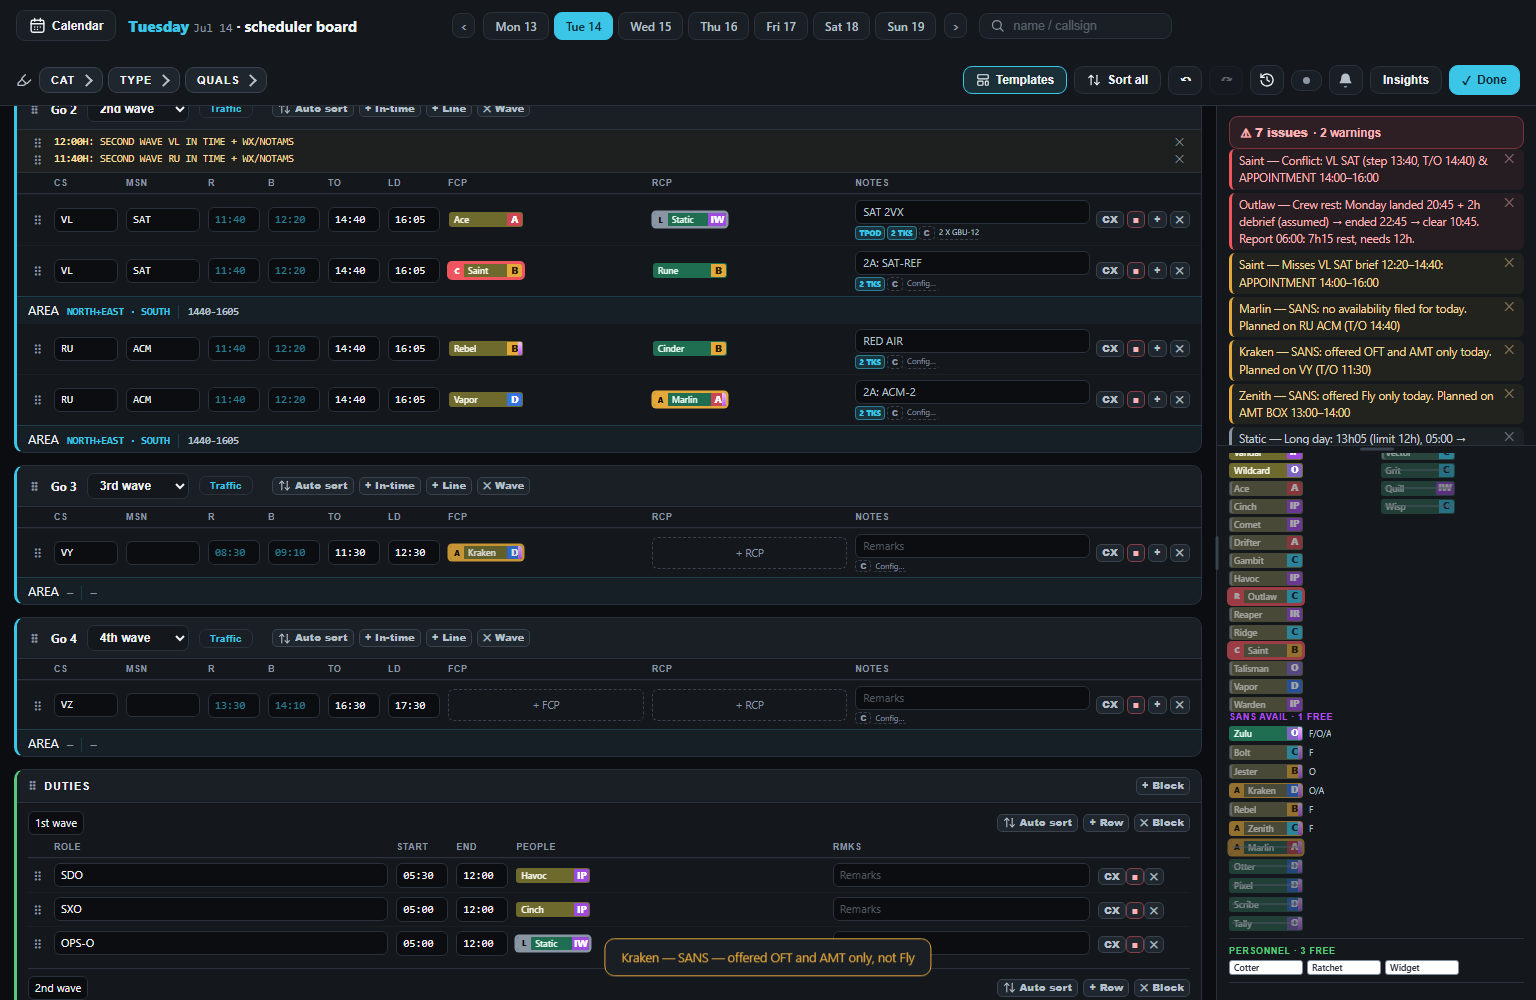 Calendar
Tuesday Jul 14 · scheduler board
‹ Mon 13 Tue 14 Wed 15 Thu 16 Fri 17 Sat 18 Sun 19 ›
name / callsign
CAT TYPE QUALS
Templates Sort all Insights ✓ Done
Go 2 2nd wave Traffic Auto sort + In-time + Line X Wave
12:00H: SECOND WAVE VL IN TIME + WX/NOTAMS
11:40H: SECOND WAVE RU IN TIME + WX/NOTAMS
CS MSN R B TO LD FCP RCP NOTES
VL SAT 11:40 12:20 14:40 16:05 Ace A L Static IW SAT 2VX CX + X
TPOD 2 TKS C 2 X GBU-12
VL SAT 11:40 12:20 14:40 16:05 C Saint B Rune B 2A: SAT-REF CX + X
2 TKS C Config...
AREA NORTH+EAST · SOUTH 1440-1605
RU ACM 11:40 12:20 14:40 16:05 Rebel B Cinder B RED AIR CX + X
2 TKS C Config...
RU ACM 11:40 12:20 14:40 16:05 Vapor D A Marlin A 2A: ACM-2 CX + X
2 TKS C Config...
AREA NORTH+EAST · SOUTH 1440-1605
Go 3 3rd wave Traffic Auto sort + In-time + Line X Wave
CS MSN R B TO LD FCP RCP NOTES
VY 08:30 09:10 11:30 12:30 A Kraken D + RCP Remarks CX + X
C Config...
AREA – –
Go 4 4th wave Traffic Auto sort + In-time + Line X Wave
CS MSN R B TO LD FCP RCP NOTES
VZ 13:30 14:10 16:30 17:30 + FCP + RCP Remarks CX + X
C Config...
AREA – –
DUTIES + Block
1st wave Auto sort + Row X Block
ROLE START END PEOPLE RMKS
SDO 05:30 12:00 Havoc IP Remarks CX X
SXO 05:00 12:00 Cinch IP Remarks CX X
OPS-O 05:00 12:00 L Static IW CX X
Kraken — SANS — offered OFT and AMT only, not Fly
2nd wave Auto sort + Row X Block
⚠ 7 issues · 2 warnings
Saint — Conflict: VL SAT (step 13:40, T/O 14:40) &
APPOINTMENT 14:00–16:00
Outlaw — Crew rest: Monday landed 20:45 + 2h
debrief (assumed) → ended 22:45 → clear 10:45.
Report 06:00: 7h15 rest, needs 12h.
Saint — Misses VL SAT brief 12:20–14:40:
APPOINTMENT 14:00–16:00
Marlin — SANS: no availability filed for today.
Planned on RU ACM (T/O 14:40)
Kraken — SANS: offered OFT and AMT only today.
Planned on VY (T/O 11:30)
Zenith — SANS: offered Fly only today. Planned on
AMT BOX 13:00–14:00
Static — Long day: 13h05 (limit 12h), 05:00 →
Vandal Vector C
Wildcard O Grit C
Ace A Quill IW
Cinch IP Wisp C
Comet IP
Drifter A
Gambit C
Havoc IP
R Outlaw C
Reaper IR
Ridge C
C Saint B
Talisman O
Vapor D
Warden IP
SANS AVAIL · 1 FREE
Zulu O F/O/A
Bolt C F
Jester B O
A Kraken D O/A
Rebel B F
A Zenith C F
A Marlin A
Otter D
Pixel D
Scribe D
Tally O
PERSONNEL · 3 FREE
Cotter Ratchet Widget